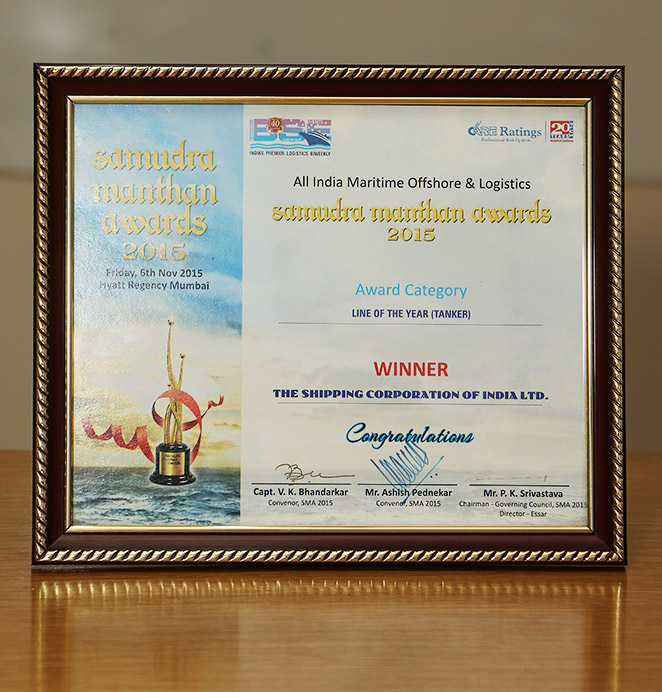 samudra
manthan
awards
2015
Friday, 6th Nov 2015
Hyatt Regency Mumbai
INDIAS PREMIER LOGISTICS BIWEEKLY
CARE Ratings
Professional Risk Opinion
20
YEARS
All India Maritime Offshore & Logistics
samudra manthan awards
2015
Award Category
LINE OF THE YEAR (TANKER)
WINNER
THE SHIPPING CORPORATION OF INDIA LTD.
Congratulations
Capt. V. K. Bhandarkar
Convenor, SMA 2015
Mr. Ashish Pednekar
Convenor, SMA 2015
Mr. P. K. Srivastava
Chairman - Governing Council, SMA 2015
Director - Essar